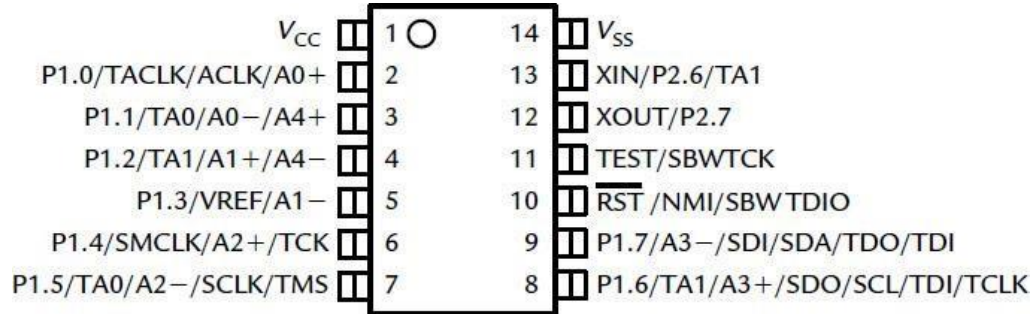 VCC 1 14 VSS
P1.0/TACLK/ACLK/A0+ 2 13 XIN/P2.6/TA1
P1.1/TA0/A0−/A4+ 3 12 XOUT/P2.7
P1.2/TA1/A1+/A4− 4 11 TEST/SBWTCK
P1.3/VREF/A1− 5 10 RST /NMI/SBWTDIO
P1.4/SMCLK/A2+/TCK 6 9 P1.7/A3−/SDI/SDA/TDO/TDI
P1.5/TA0/A2−/SCLK/TMS 7 8 P1.6/TA1/A3+/SDO/SCL/TDI/TCLK